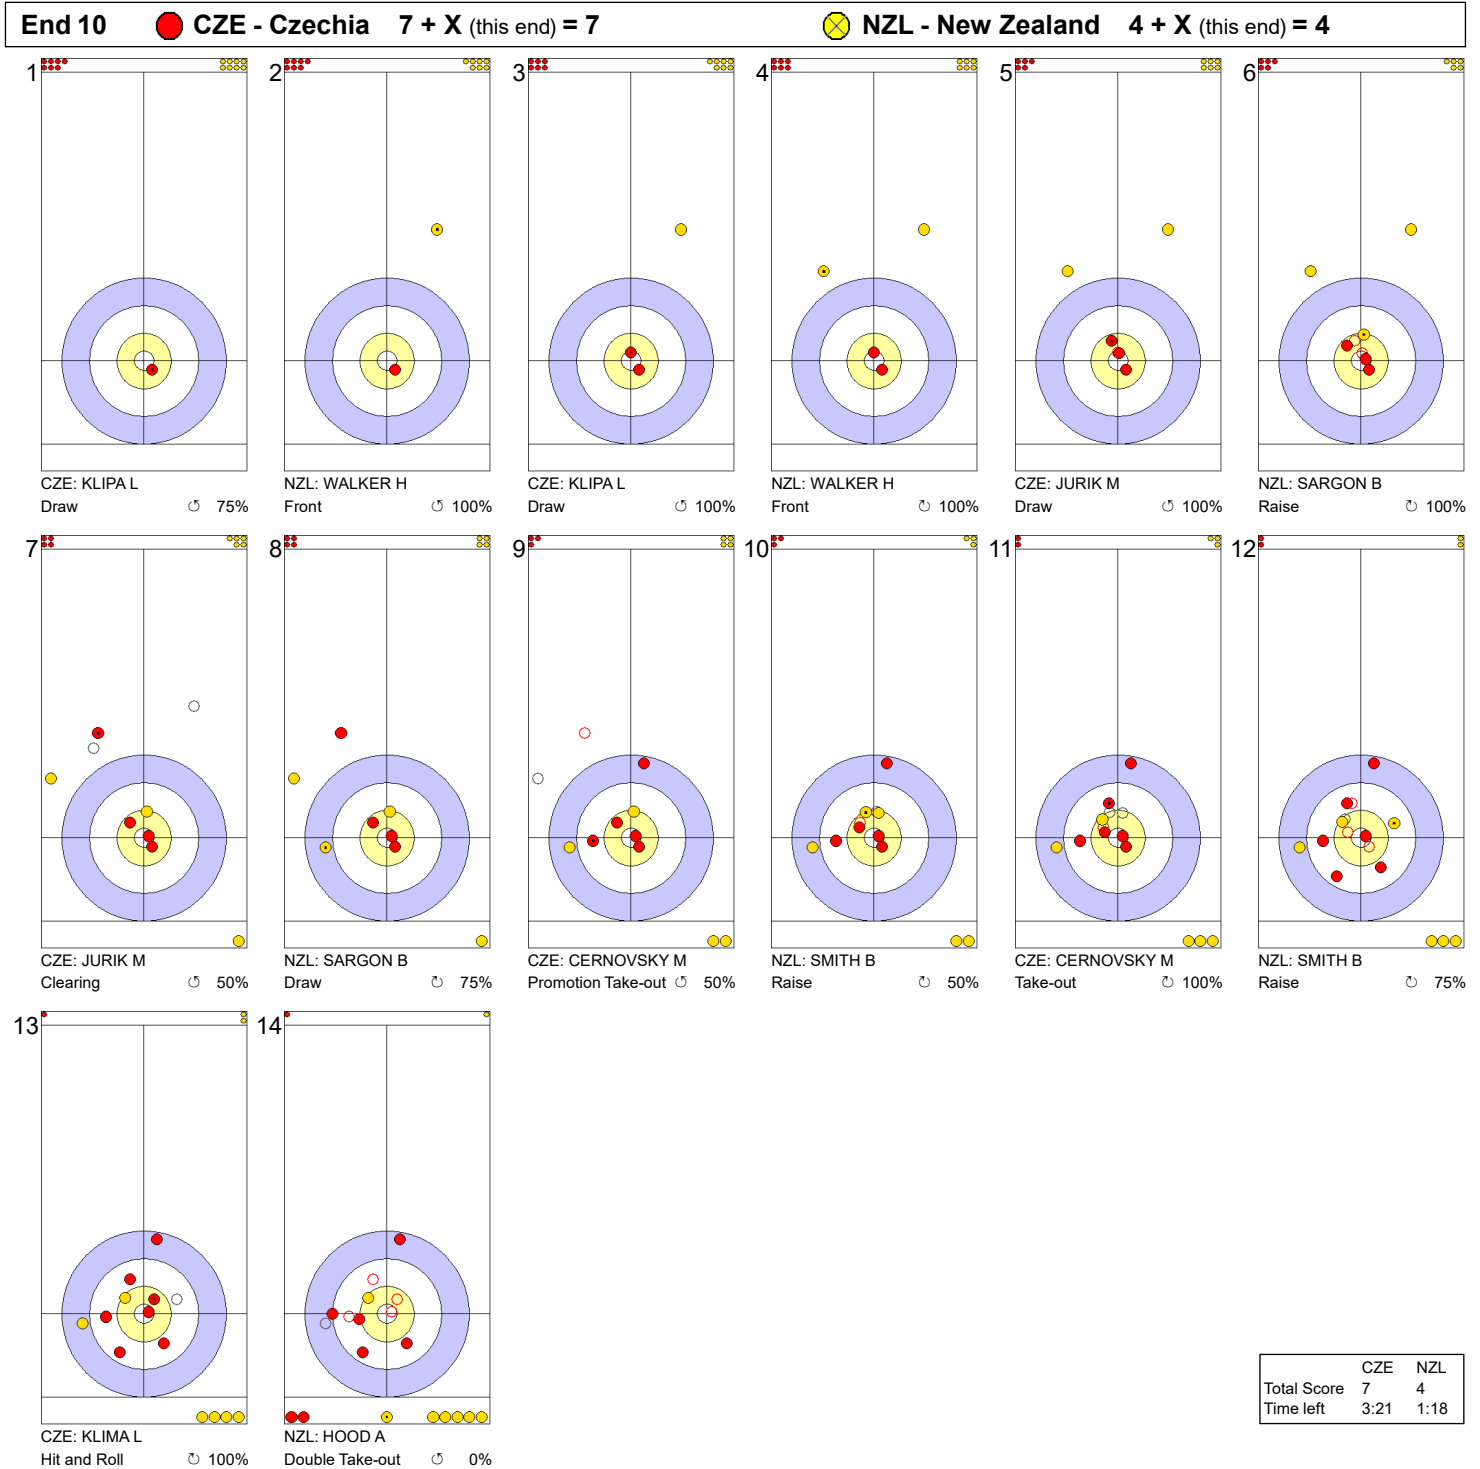 End 10 CZE - Czechia 7 + X (this end) = 7 NZL - New Zealand 4 + X (this end) = 4
1 2 3 4 5 6
CZE: KLIPA L NZL: WALKER H CZE: KLIPA L NZL: WALKER H CZE: JURIK M NZL: SARGON B
Draw ↺ 75% Front ↺ 100% Draw ↺ 100% Front ↺ 100% Draw ↻ 100% Raise ↻ 100%
7 8 9 10 11 12
CZE: JURIK M NZL: SARGON B CZE: CERNOVSKY M NZL: SMITH B CZE: CERNOVSKY M NZL: SMITH B
Clearing ↺ 50% Draw ↺ 75% Promotion Take-out ↺ 50% Raise ↻ 50% Take-out ↻ 100% Raise ↻ 75%
13 14
CZE: KLIMA L NZL: HOOD A
Hit and Roll ↻ 100% Double Take-out ↺ 0%
CZE NZL
Total Score 7 4
Time left 3:21 1:18